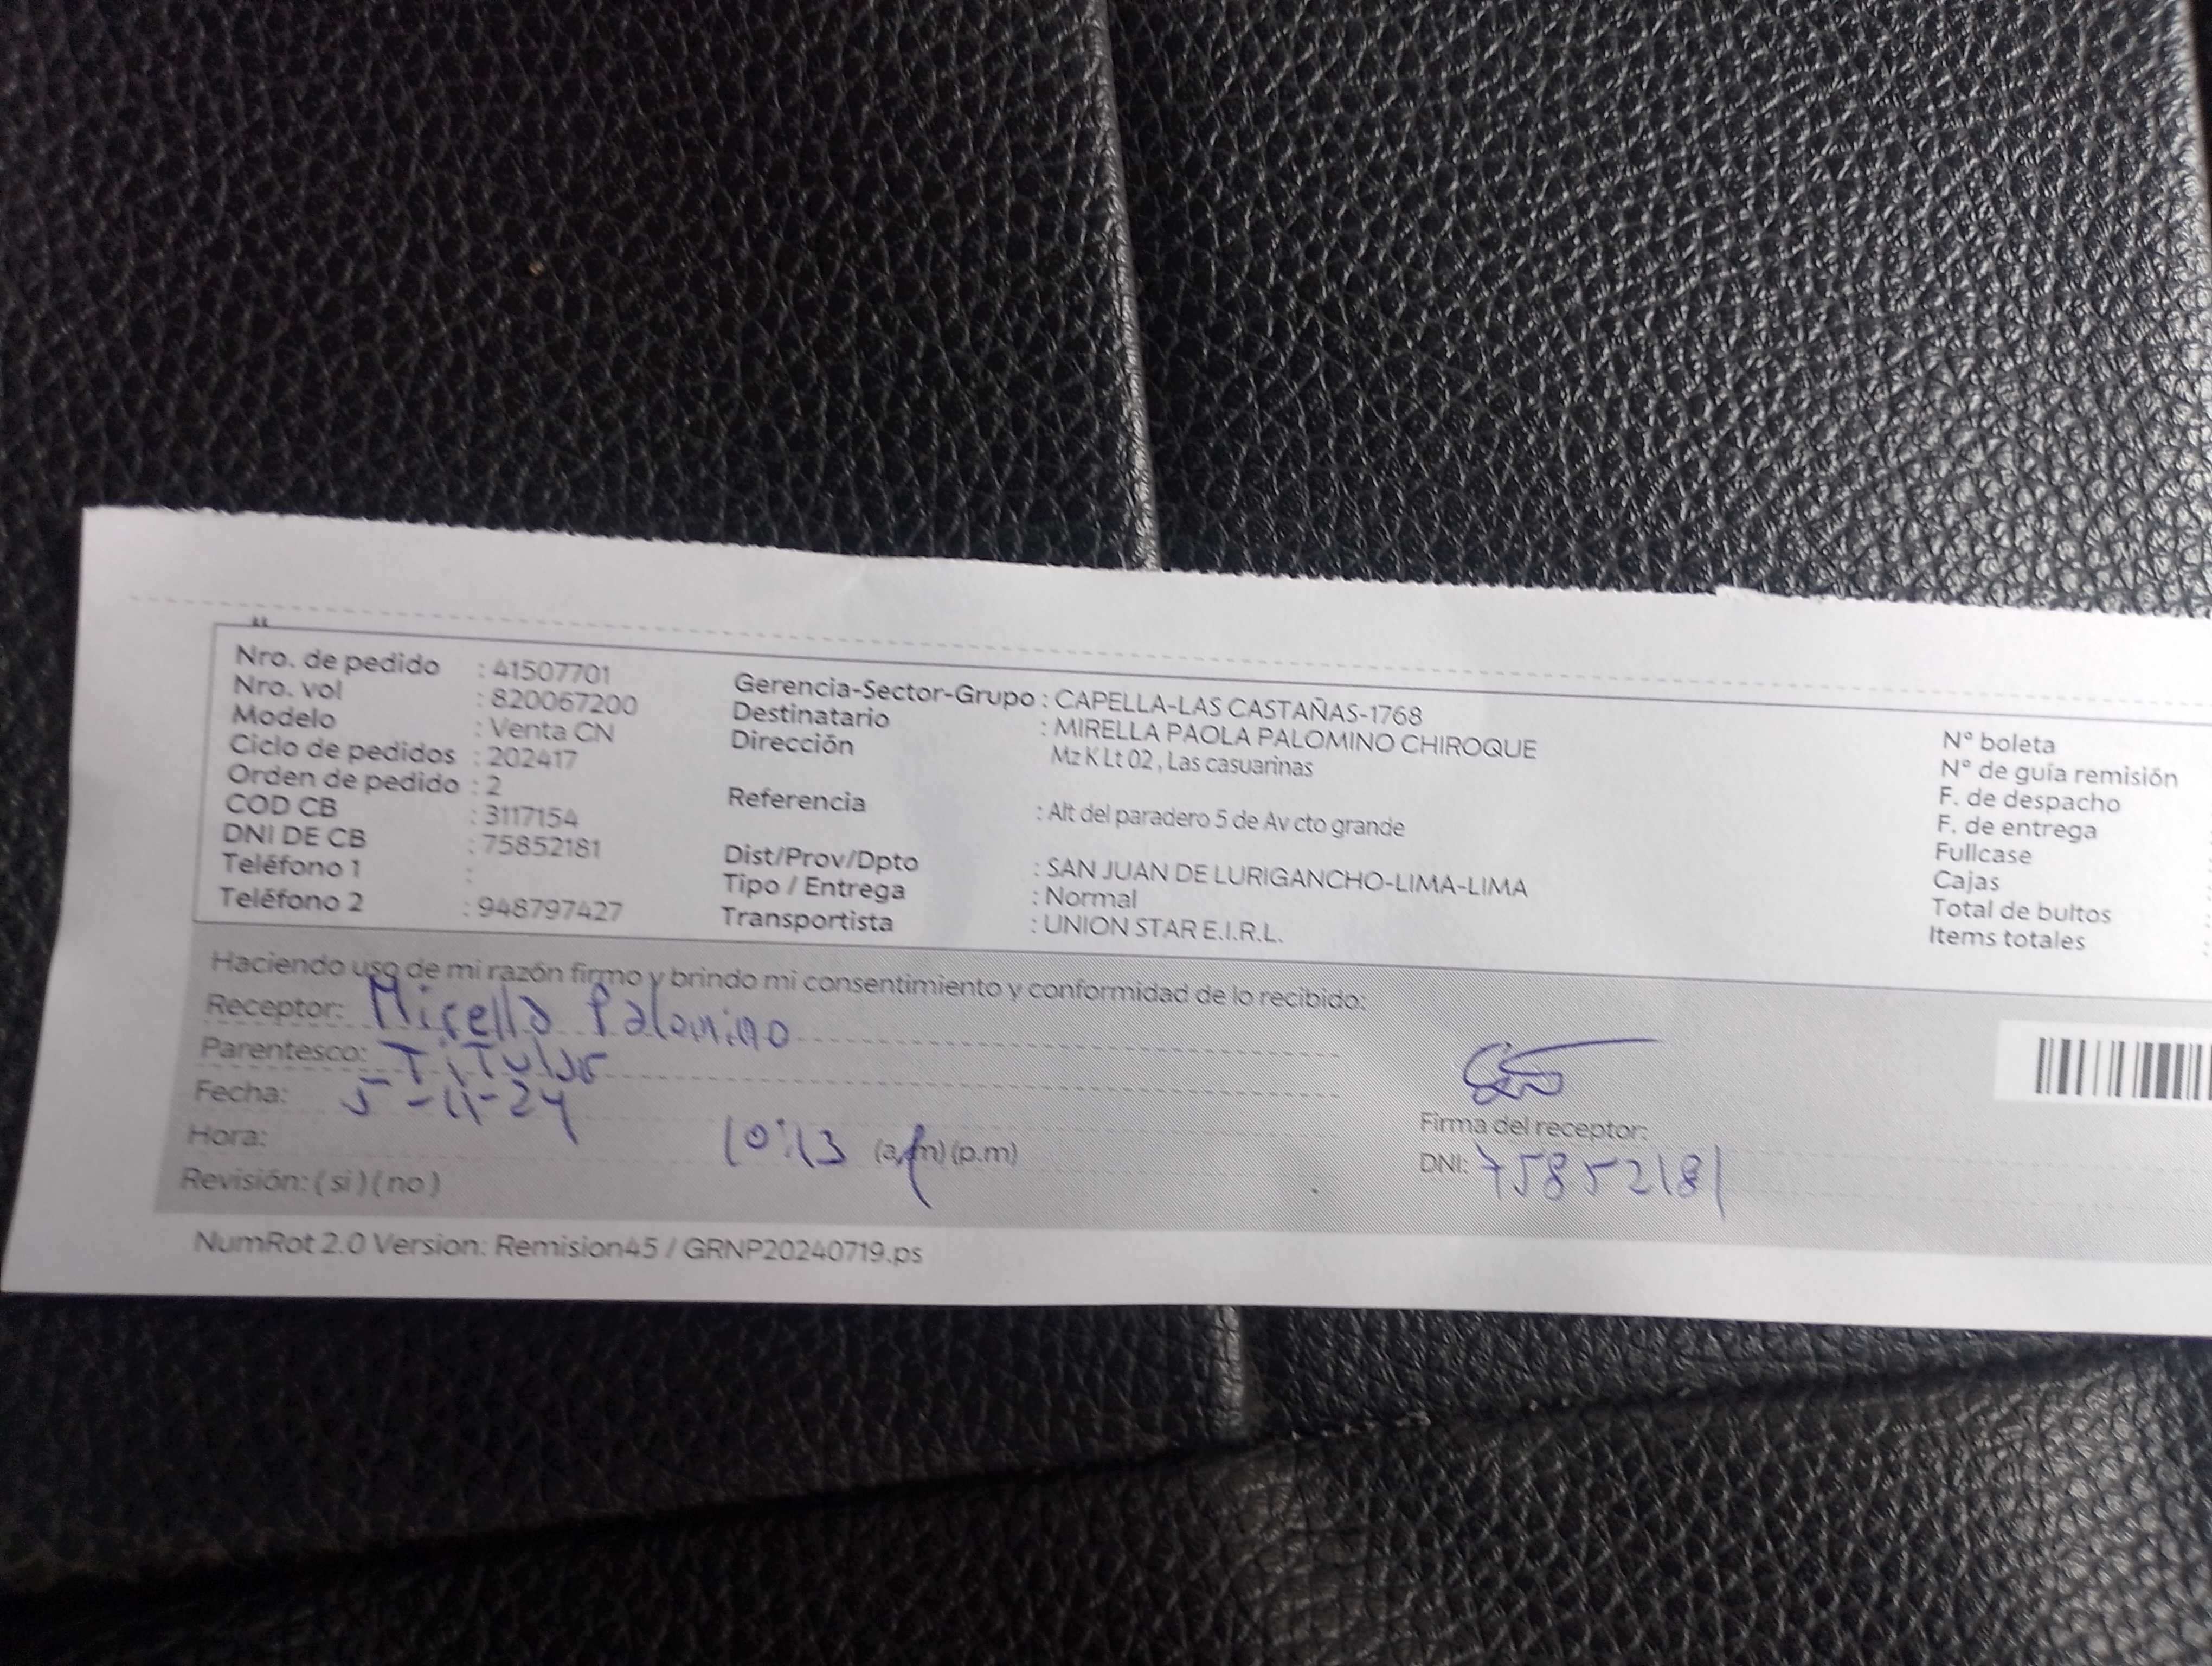 Nro. de pedido : 41507701
Nro. vol : 820067200
Modelo : Venta CN
Ciclo de pedidos : 202417
Orden de pedido : 2
COD CB : 3117154
DNI DE CB : 75852181
Teléfono 1 :
Teléfono 2 : 948797427
Gerencia-Sector-Grupo : CAPELLA-LAS CASTAÑAS-1768
Destinatario : MIRELLA PAOLA PALOMINO CHIROQUE
Dirección Mz K Lt 02 , Las casuarinas
Referencia : Alt del paradero 5 de Av cto grande
Dist/Prov/Dpto : SAN JUAN DE LURIGANCHO-LIMA-LIMA
Tipo / Entrega : Normal
Transportista : UNION STAR E.I.R.L.
N° boleta
N° de guía remisión
F. de despacho
F. de entrega
Fullcase
Cajas
Total de bultos
Items totales
Haciendo uso de mi razón firmo y brindo mi consentimiento y conformidad de lo recibido:
Receptor: Mirella Palomino
Parentesco: Titular
Fecha: 5-11-24
Hora: 10:13 (a.m) (p.m)
Revisión: ( si ) ( no )
Firma del receptor:
DNI: 75852181
NumRot 2.0 Version: Remision45 / GRNP20240719.ps